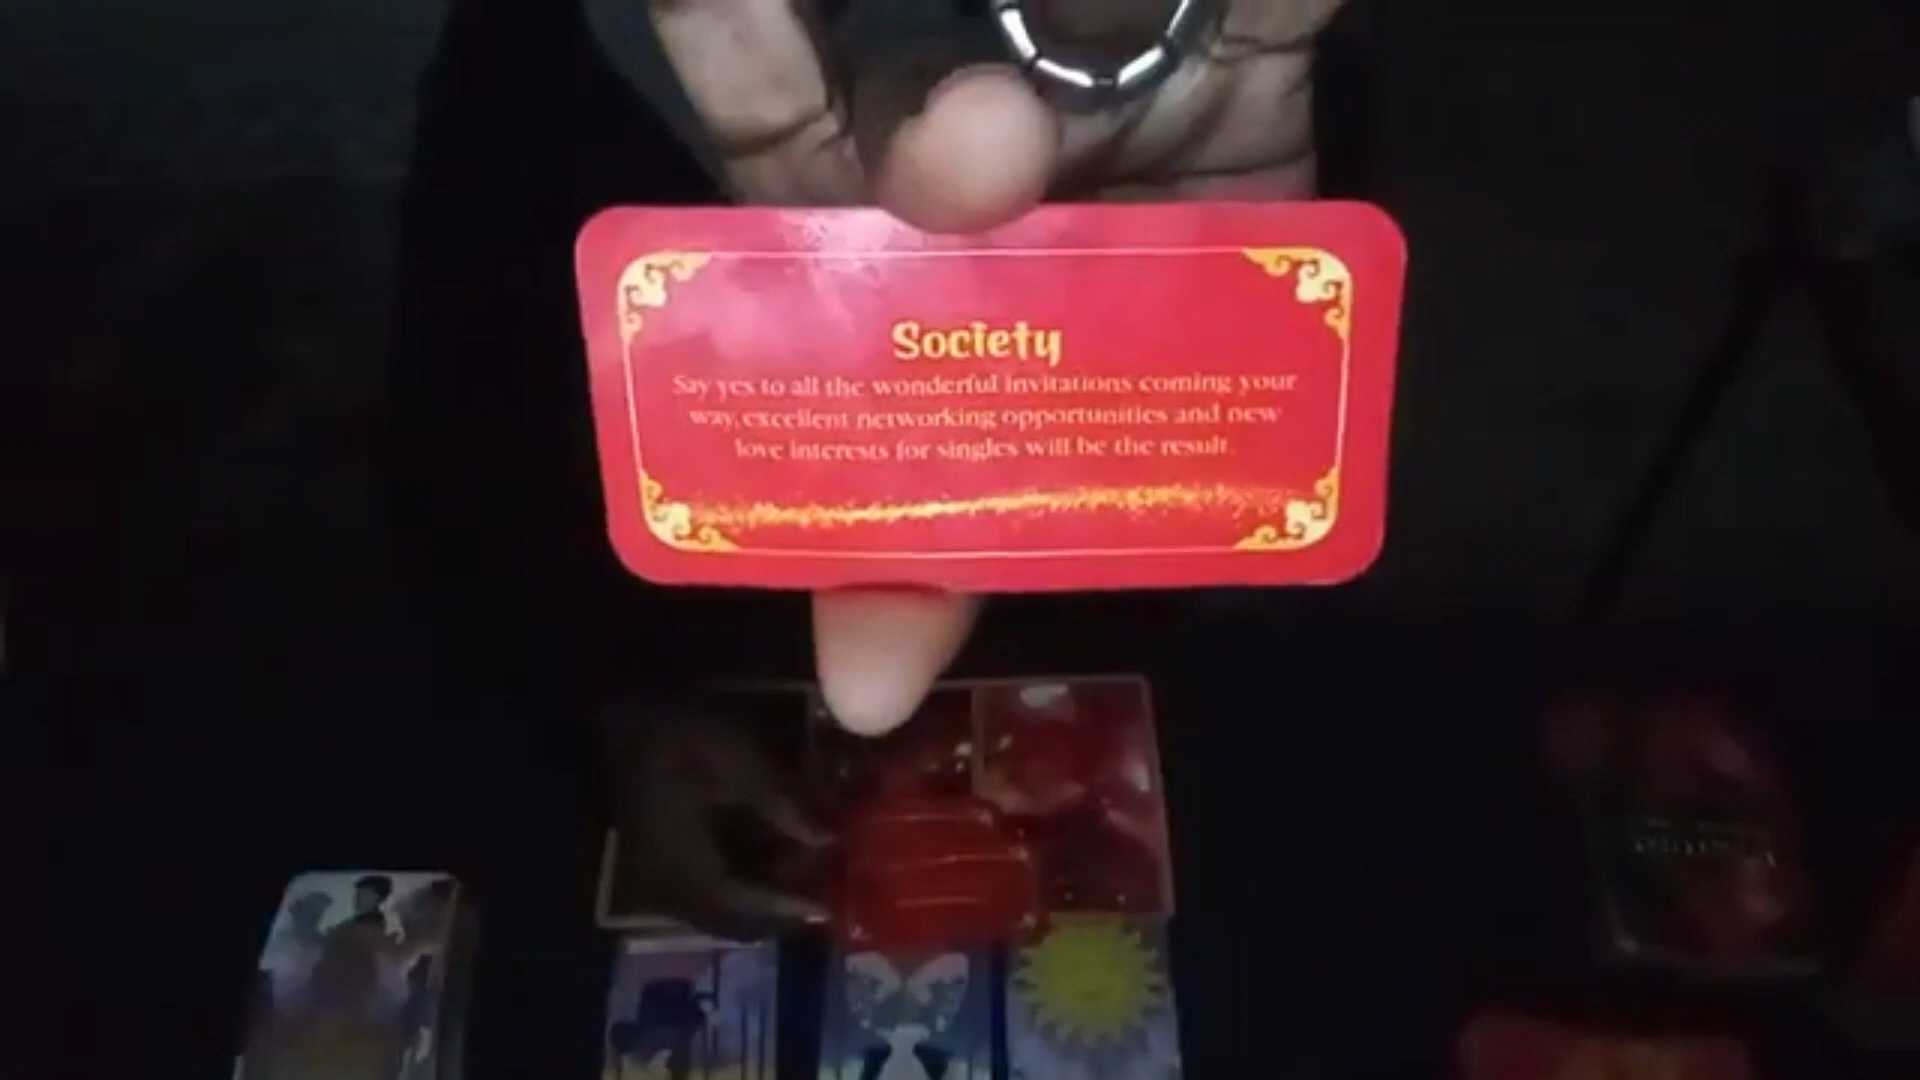 Society
Say yes to all the wonderful invitations coming your
way, excellent networking opportunities and new
love interests for singles will be the result.